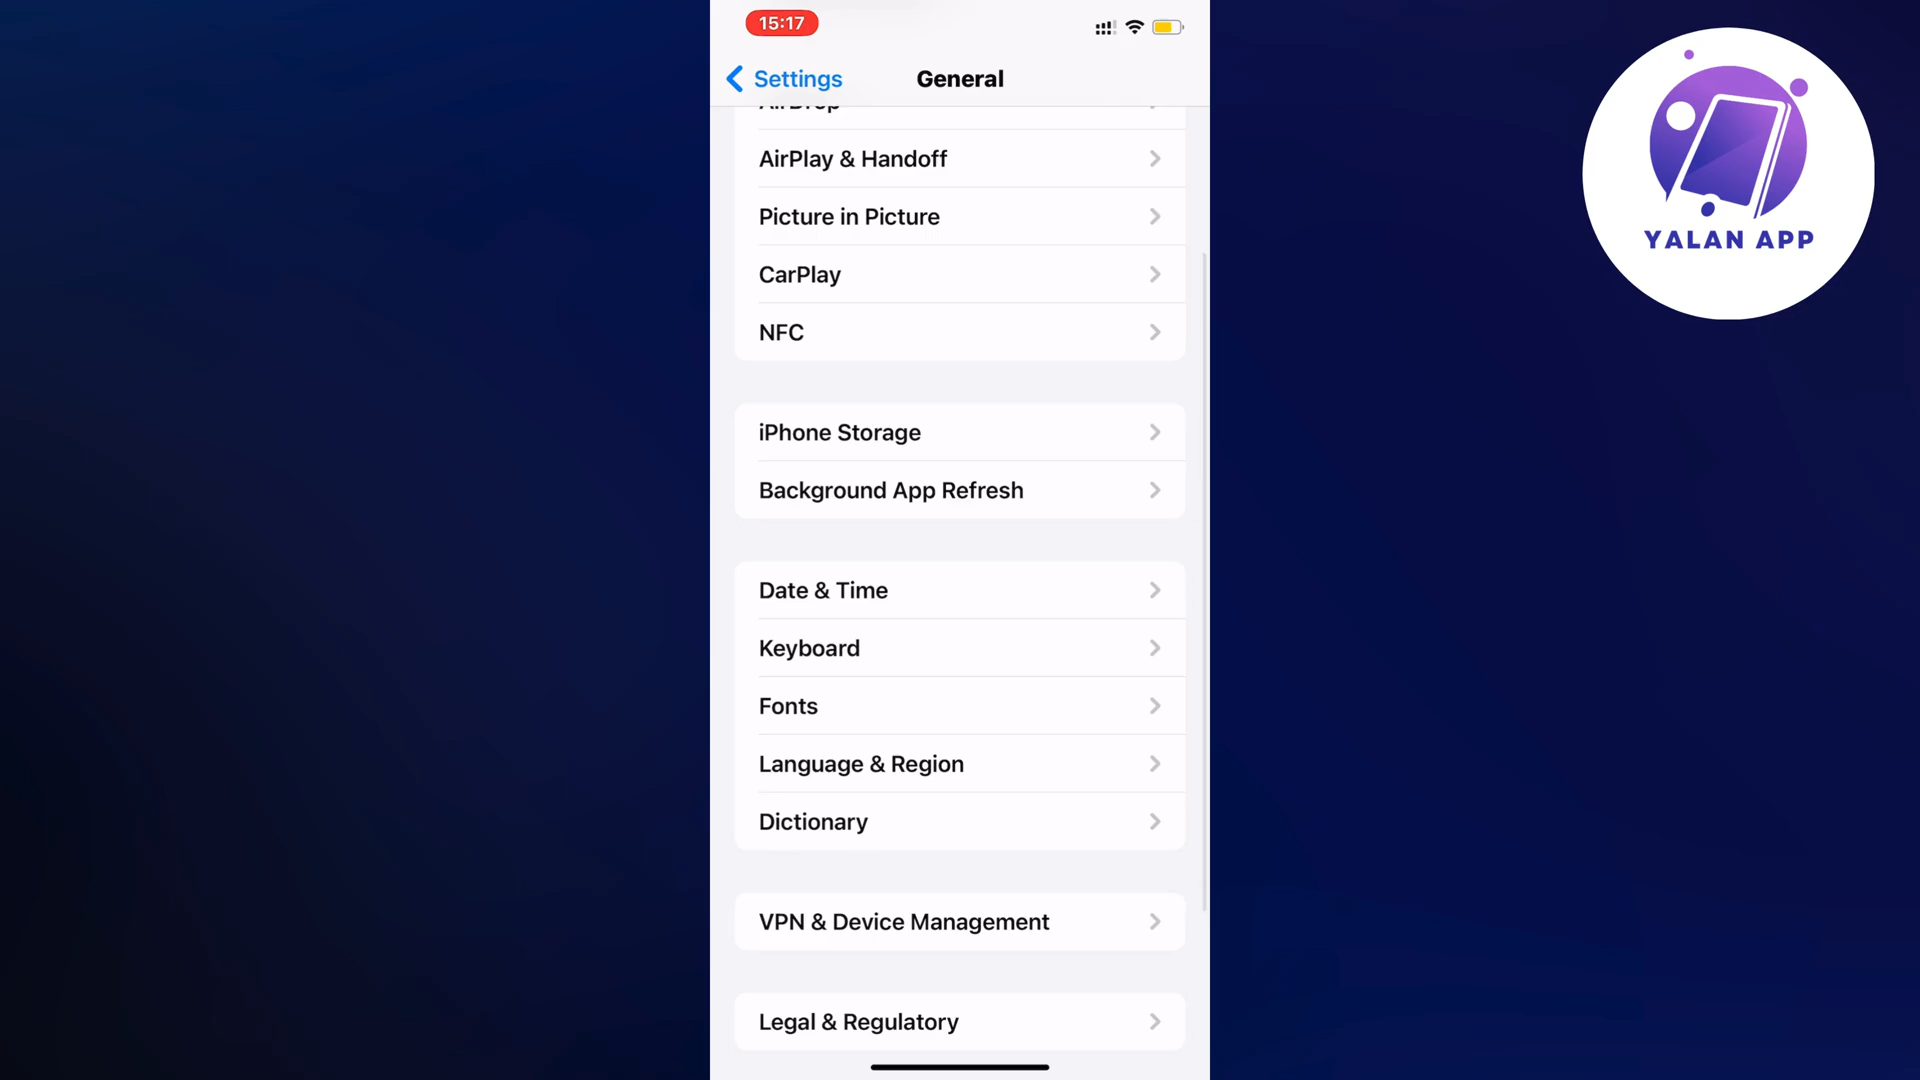 15:17
Settings
General
AirDrop
AirPlay & Handoff
Picture in Picture
CarPlay
NFC
iPhone Storage
Background App Refresh
Date & Time
Keyboard
Fonts
Language & Region
Dictionary
VPN & Device Management
Legal & Regulatory
YALAN APP